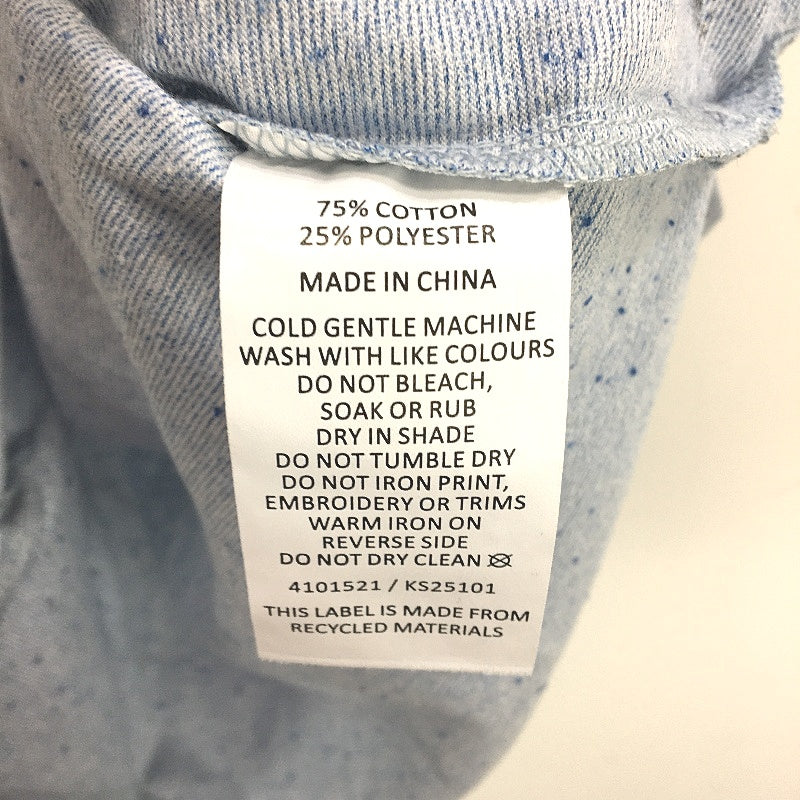 75% COTTON
25% POLYESTER
MADE IN CHINA
COLD GENTLE MACHINE
WASH WITH LIKE COLOURS
DO NOT BLEACH,
SOAK OR RUB
DRY IN SHADE
DO NOT TUMBLE DRY
DO NOT IRON PRINT,
EMBROIDERY OR TRIMS
WARM IRON ON
REVERSE SIDE
DO NOT DRY CLEAN
4101521 / KS25101
THIS LABEL IS MADE FROM
RECYCLED MATERIALS